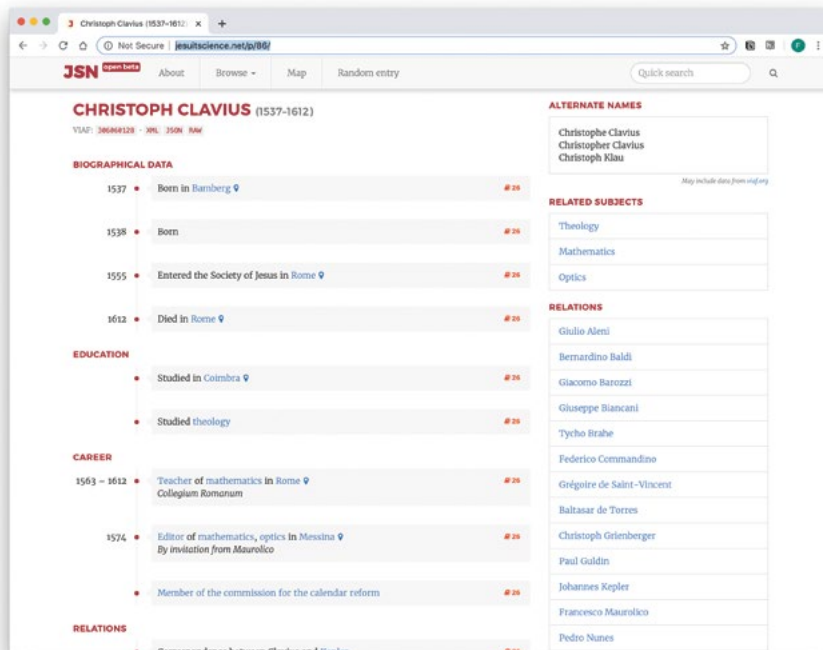 Christoph Clavius (1537–1612)
Not Secure | jesuitscience.net/p/86/
JSN open beta
About
Browse
Map
Random entry
Quick search
CHRISTOPH CLAVIUS (1537-1612)
VIAF: XML JSON RAW
BIOGRAPHICAL DATA
1537 Born in Bamberg 26
1538 Born 26
1555 Entered the Society of Jesus in Rome 26
1612 Died in Rome 26
EDUCATION
Studied in Coimbra 26
Studied theology 26
CAREER
1563 – 1612 Teacher of mathematics in Rome 26
Collegium Romanum
1574 Editor of mathematics, optics in Messina 26
By invitation from Maurolico
Member of the commission for the calendar reform 26
RELATIONS
ALTERNATE NAMES
Christophe Clavius
Christopher Clavius
Christoph Klau
May include data from viaf.org
RELATED SUBJECTS
Theology
Mathematics
Optics
RELATIONS
Giulio Aleni
Bernardino Baldi
Giacomo Barozzi
Giuseppe Biancani
Tycho Brahe
Federico Commandino
Grégoire de Saint-Vincent
Baltasar de Torres
Christoph Grienberger
Paul Guldin
Johannes Kepler
Francesco Maurolico
Pedro Nunes